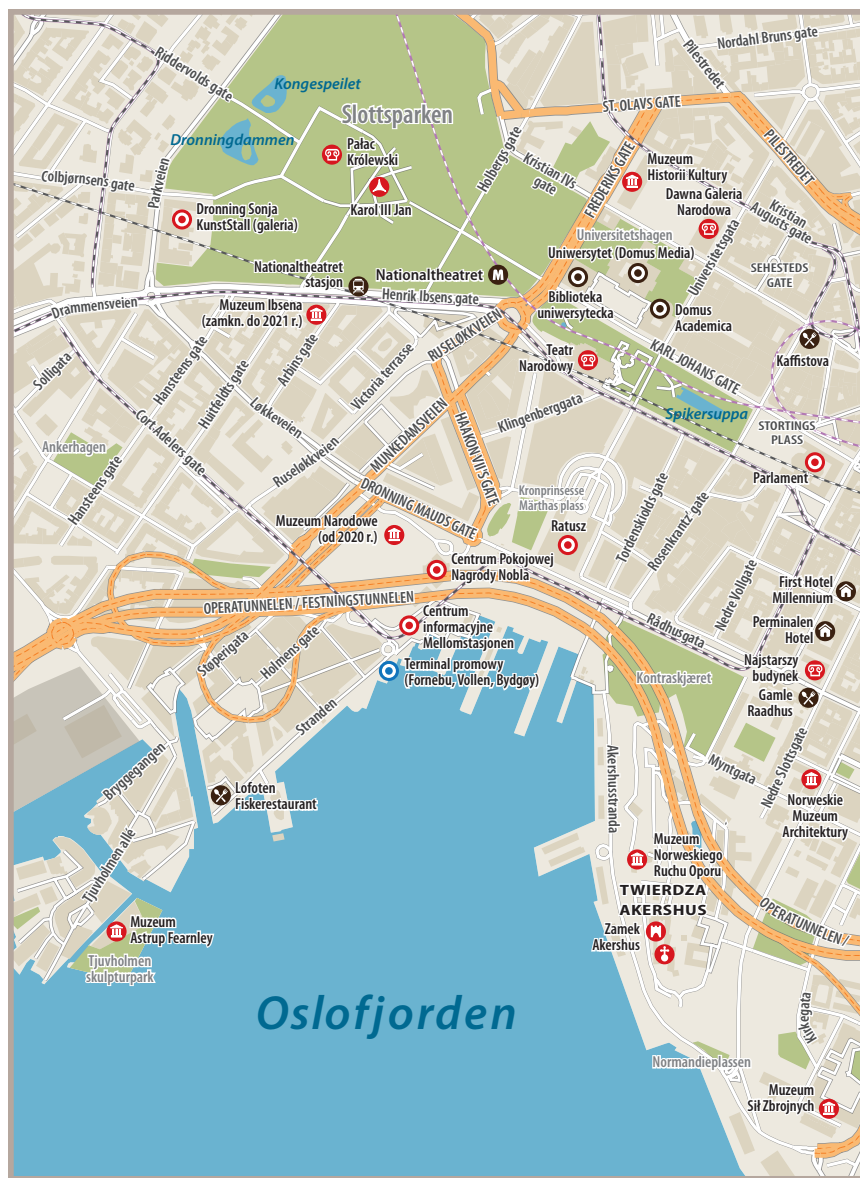 Nordahl Bruns gate
Pilestredet
Riddervolds gate
Kongespeilet
ST. OLAVS GATE
Slottsparken
Dronningdammen
PILESTREDET
Pałac
Królewski
Holbergs gate
Kristian IVs
gate
FREDERIKS GATE
Muzeum
Historii Kultury
Colbjørnsens gate
Parkveien
Karol III Jan
Dawna Galeria
Narodowa
Kristian
Augusts gate
Dronning Sonja
KunstStall (galeria)
Universitetshagen
Uniwersytet (Domus Media)
Universitetsgata
SEHESTEDS
GATE
Nationaltheatret
stasjon
Nationaltheatret
M
Henrik Ibsens gate
Biblioteka
uniwersytecka
Domus
Academica
Drammensveien
Muzeum Ibsena
(zamkn. do 2021 r.)
RUSELØKKVEIEN
Teatr
Narodowy
KARL JOHANS GATE
Kaffistova
Solligata
Hansteens gate
Huitfeldts gate
Arbins gate
Victoria terrasse
Løkkeveien
Cort Adelers gate
Klingenberggata
Spikersuppa
STORTINGS
PLASS
Parlament
Ankerhagen
Hansteens gate
Ruseløkkveien
MUNKEDAMSVEIEN
HAAKON VII'S GATE
DRONNING MAUDS GATE
Kronprinsesse
Märthas plass
Tordenskiolds gate
Rosenkrantz' gate
Muzeum Narodowe
(od 2020 r.)
Ratusz
Centrum Pokojowej
Nagrody Nobla
Nedre Vollgate
First Hotel
Millennium
OPERATUNNELEN / FESTNINGSTUNNELEN
Centrum
informacyjne
Mellomstasjonen
Rådhusgata
Perminalen
Hotel
Støperigata
Holmens gate
Terminal promowy
(Fornebu, Vollen, Bydgøy)
Kontraskjæret
Najstarszy
budynek
Gamle
Raadhus
Stranden
Bryggegangen
Akershusstranda
Myntgata
Nedre Slottsgate
Lofoten
Fiskerestaurant
Norweskie
Muzeum
Architektury
Tjuvholmen allé
Muzeum
Norweskiego
Ruchu Oporu
TWIERDZA
AKERSHUS
Muzeum
Astrup Fearnley
Zamek
Akershus
OPERATUNNELEN /
Tjuvholmen
skulpturpark
Oslofjorden
Kirkegata
Normandieplassen
Muzeum
Sił Zbrojnych